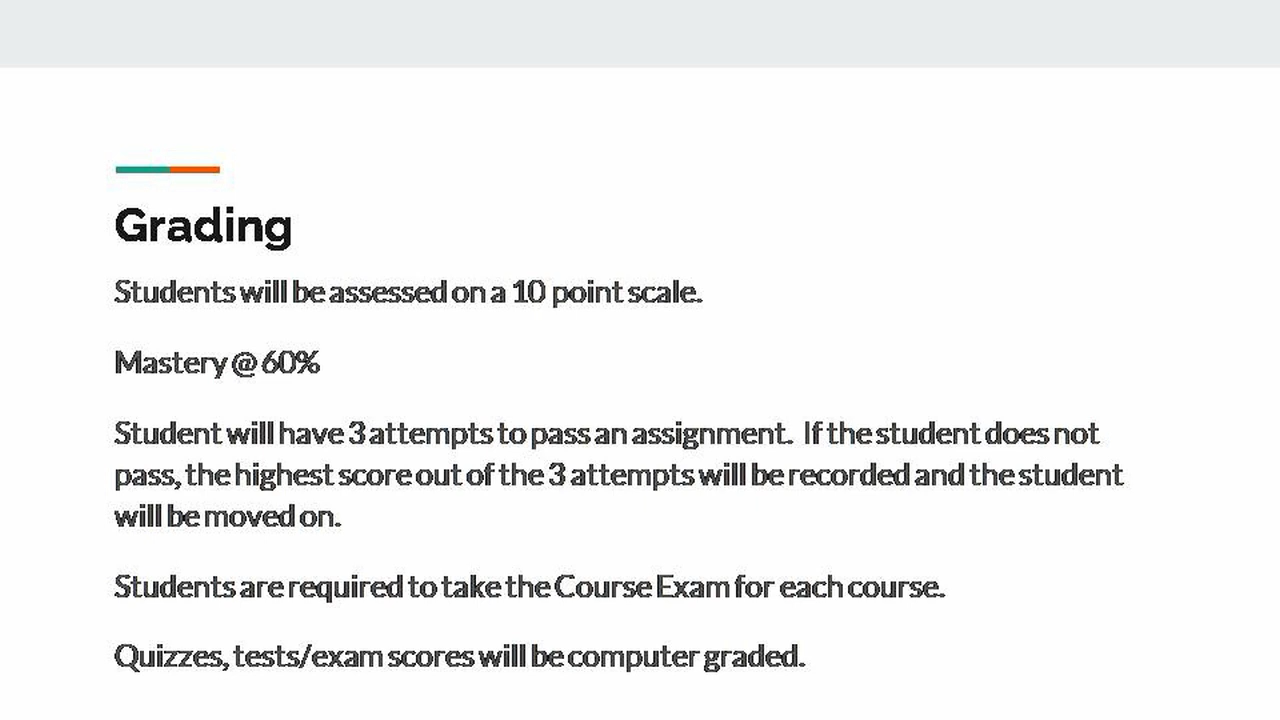 Grading
Students will be assessed on a 10 point scale.
Mastery @ 60%
Student will have 3 attempts to pass an assignment.  If the student does not
pass, the highest score out of the 3 attempts will be recorded and the student
will be moved on.
Students are required to take the Course Exam for each course.
Quizzes, tests/exam scores will be computer graded.